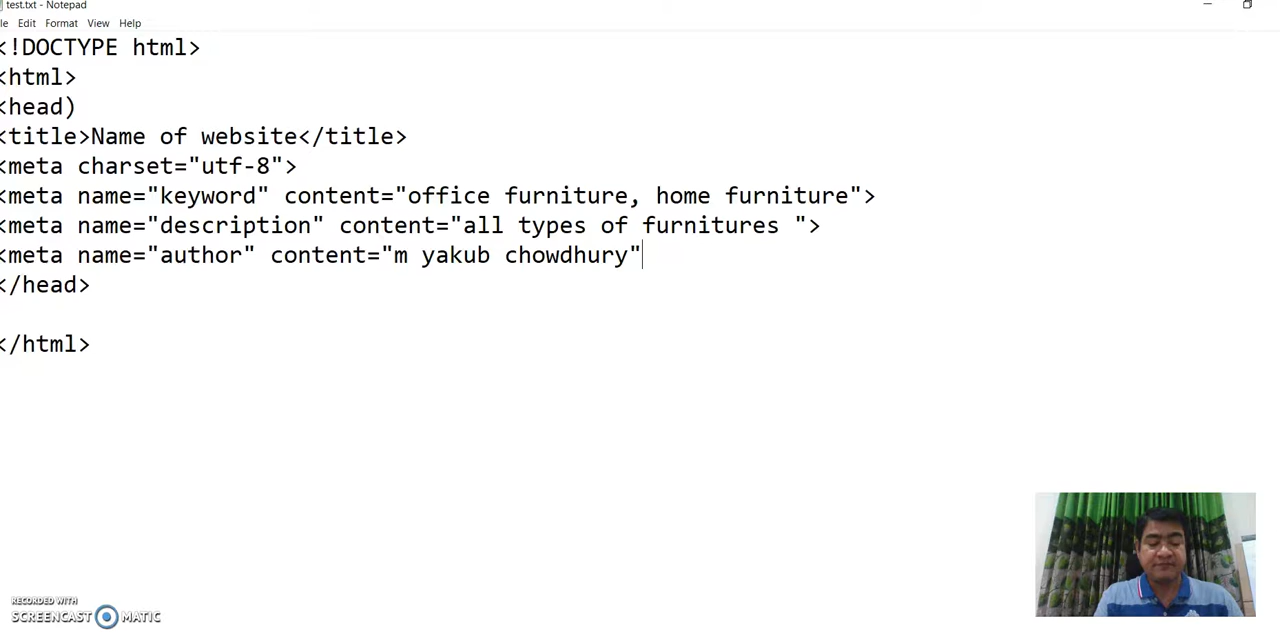 test.txt - Notepad
le Edit Format View Help
<!DOCTYPE html>
<html>
<head)
<title>Name of website</title>
<meta charset="utf-8">
<meta name="keyword" content="office furniture, home furniture">
<meta name="description" content="all types of furnitures ">
<meta name="author" content="m yakub chowdhury"
</head>
</html>
RECORDED WITH
SCREENCAST MATIC